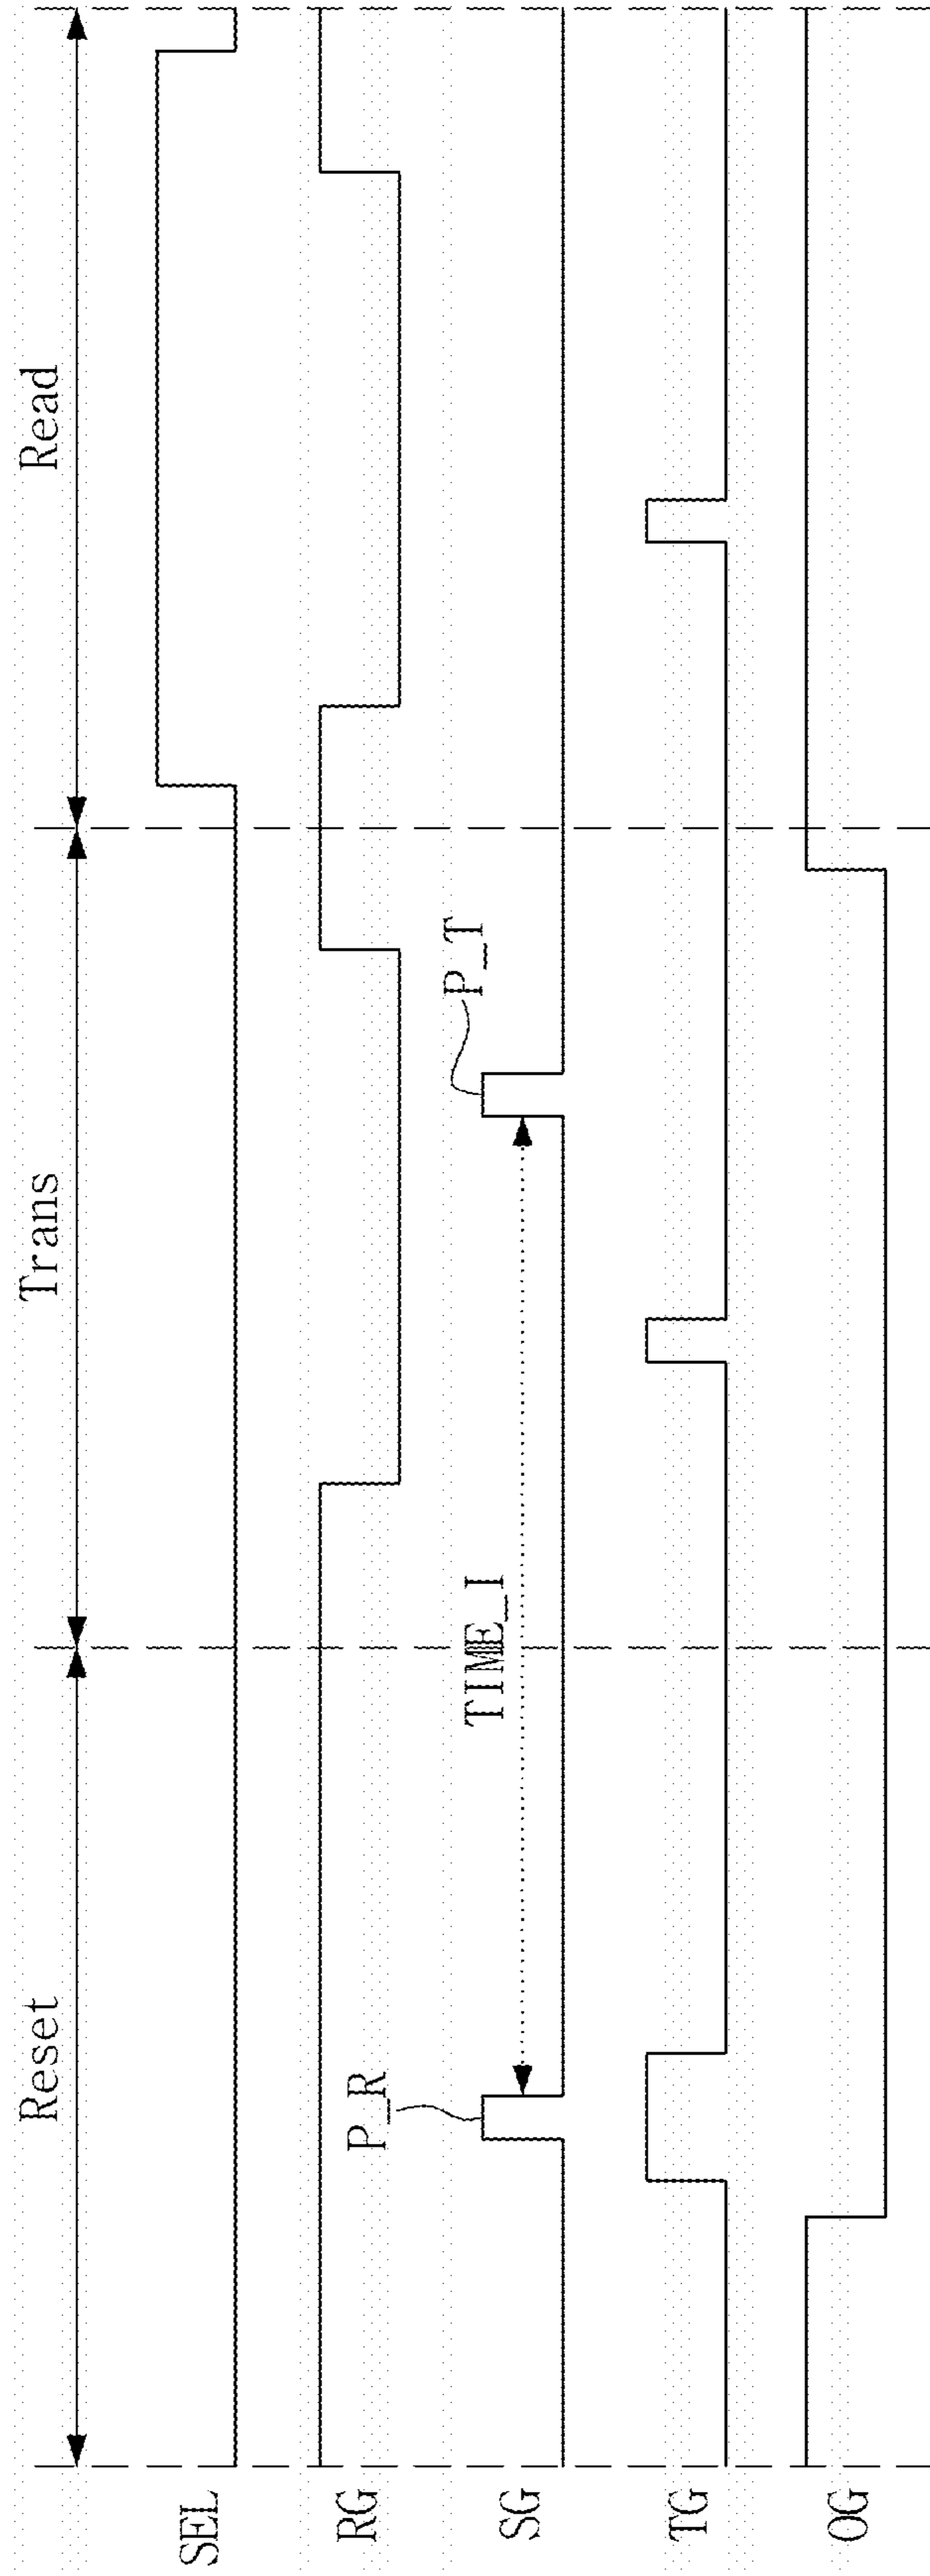 Reset
Trans
Read
SEL
RG
P_R
TIME_I
P_T
SG
TG
OG